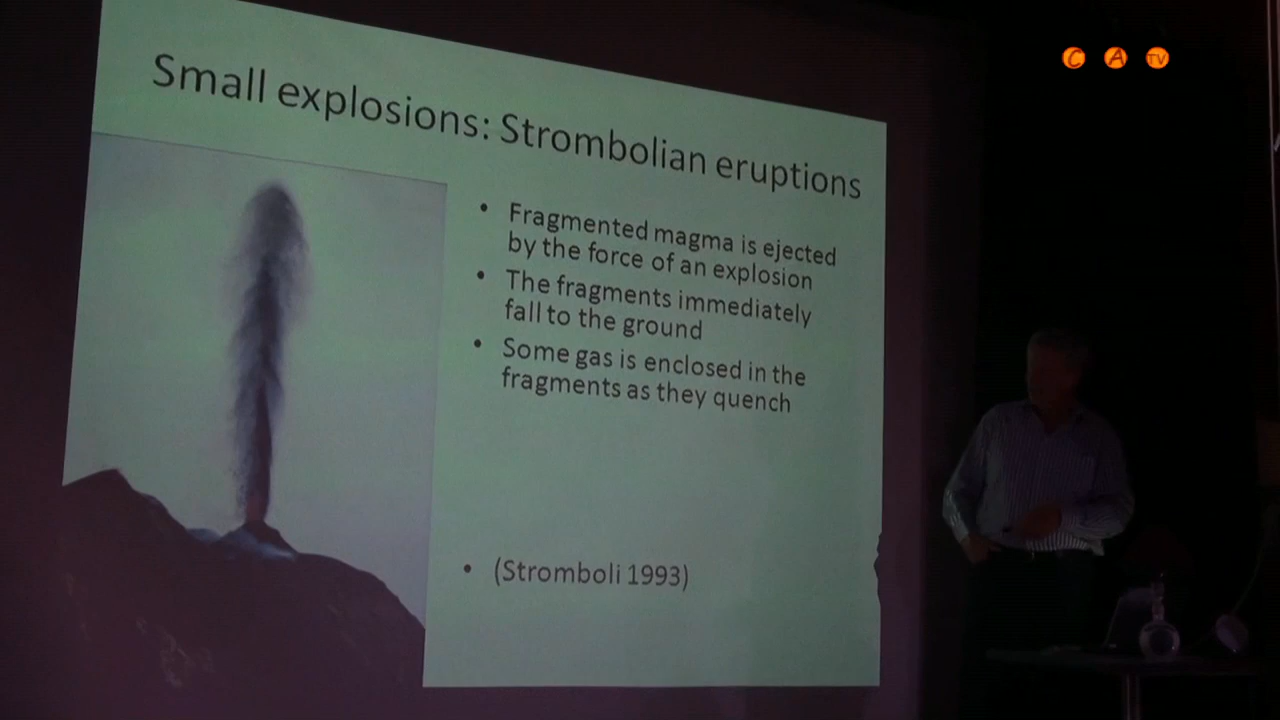 C A TV
Small explosions: Strombolian eruptions
• Fragmented magma is ejected
by the force of an explosion
• The fragments immediately
fall to the ground
• Some gas is enclosed in the
fragments as they quench
• (Stromboli 1993)